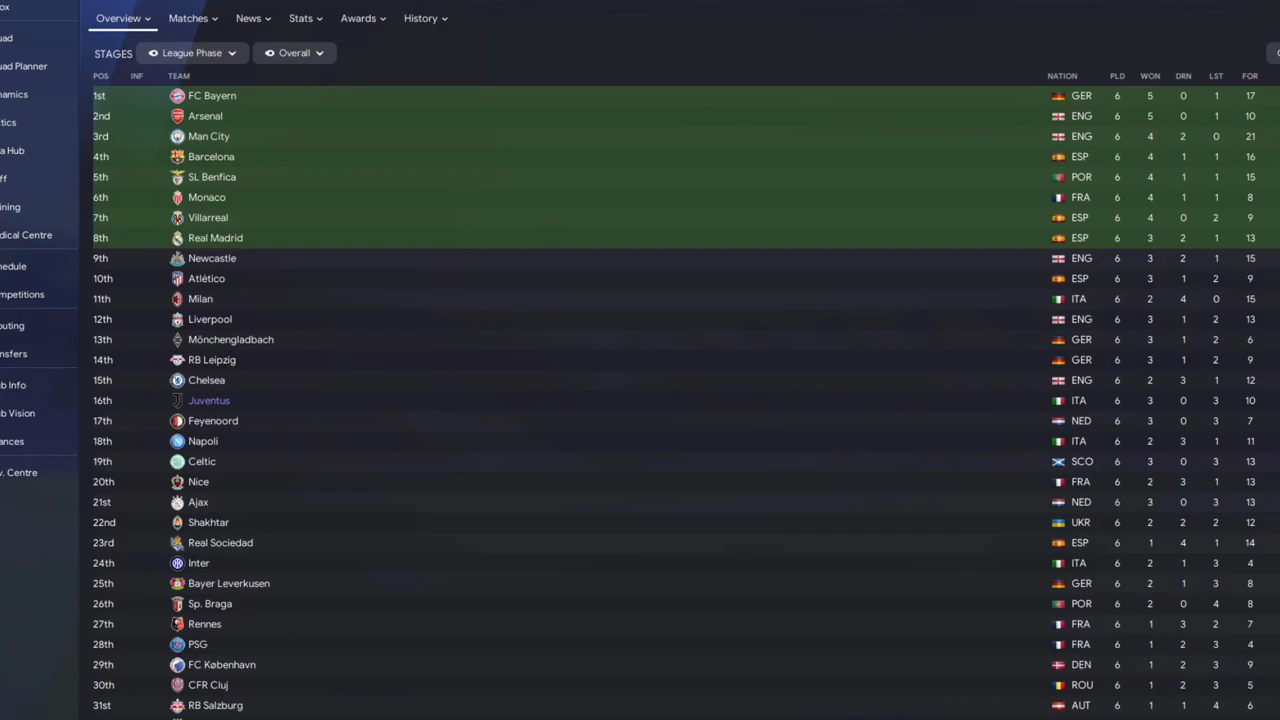 ox
Overview Matches News Stats Awards History
uad
STAGES League Phase Overall
uad Planner
POS INF TEAM NATION PLD WON DRN LST FOR
namics
1st FC Bayern GER 6 5 0 1 17
2nd Arsenal ENG 6 5 0 1 10
tics
3rd Man City ENG 6 4 2 0 21
ra Hub
4th Barcelona ESP 6 4 1 1 16
5th SL Benfica POR 6 4 1 1 15
ff
6th Monaco FRA 6 4 1 1 8
ining
7th Villarreal ESP 6 4 0 2 9
dical Centre
8th Real Madrid ESP 6 3 2 1 13
9th Newcastle ENG 6 3 2 1 15
hedule
10th Atlético ESP 6 3 1 2 9
mpetitions
11th Milan ITA 6 2 4 0 15
12th Liverpool ENG 6 3 1 2 13
outing
13th Mönchengladbach GER 6 3 1 2 6
nsfers
14th RB Leipzig GER 6 3 1 2 9
15th Chelsea ENG 6 2 3 1 12
b Info
16th Juventus ITA 6 3 0 3 10
b Vision
17th Feyenoord NED 6 3 0 3 7
ances
18th Napoli ITA 6 2 3 1 11
19th Celtic SCO 6 3 0 3 13
v. Centre
20th Nice FRA 6 2 3 1 13
21st Ajax NED 6 3 0 3 13
22nd Shakhtar UKR 6 2 2 2 12
23rd Real Sociedad ESP 6 1 4 1 14
24th Inter ITA 6 2 1 3 4
25th Bayer Leverkusen GER 6 2 1 3 8
26th Sp. Braga POR 6 2 0 4 8
27th Rennes FRA 6 1 3 2 7
28th PSG FRA 6 1 2 3 4
29th FC København DEN 6 1 2 3 9
30th CFR Cluj ROU 6 1 2 3 5
31st RB Salzburg AUT 6 1 1 4 6